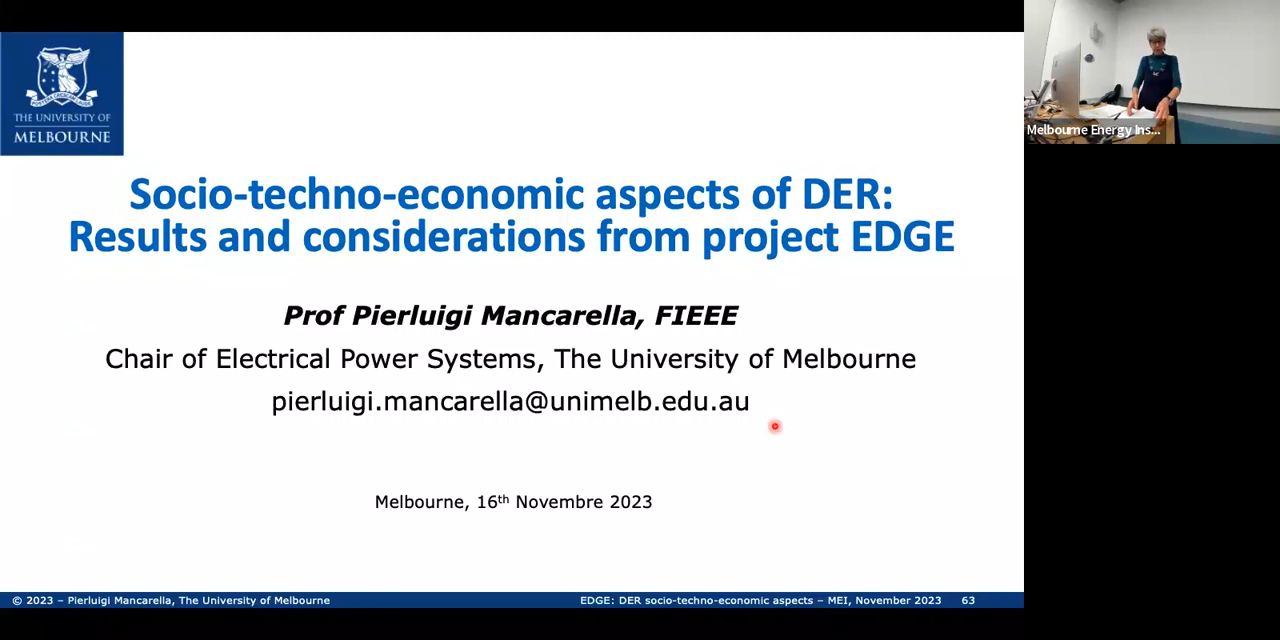 THE UNIVERSITY OF
MELBOURNE
Socio-techno-economic aspects of DER:
Results and considerations from project EDGE
Prof Pierluigi Mancarella, FIEEE
Chair of Electrical Power Systems, The University of Melbourne
pierluigi.mancarella@unimelb.edu.au
Melbourne, 16th Novembre 2023
© 2023 – Pierluigi Mancarella, The University of Melbourne
EDGE: DER socio-techno-economic aspects – MEI, November 2023 63
Melbourne Energy Ins...